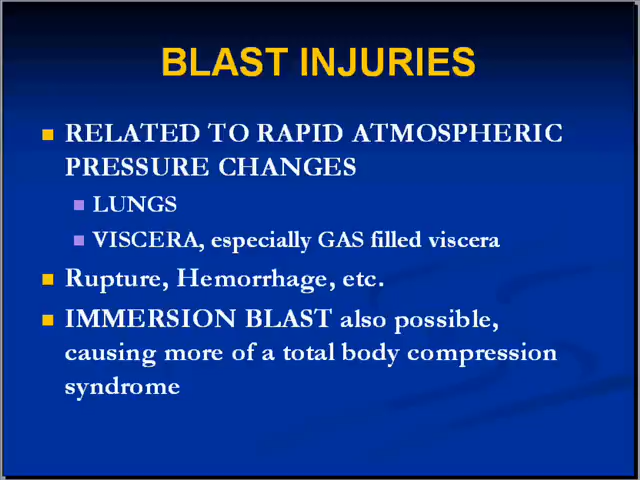 BLAST INJURIES
RELATED TO RAPID ATMOSPHERIC
PRESSURE CHANGES
LUNGS
VISCERA, especially GAS filled viscera
Rupture, Hemorrhage, etc.
IMMERSION BLAST also possible,
causing more of a total body compression
syndrome